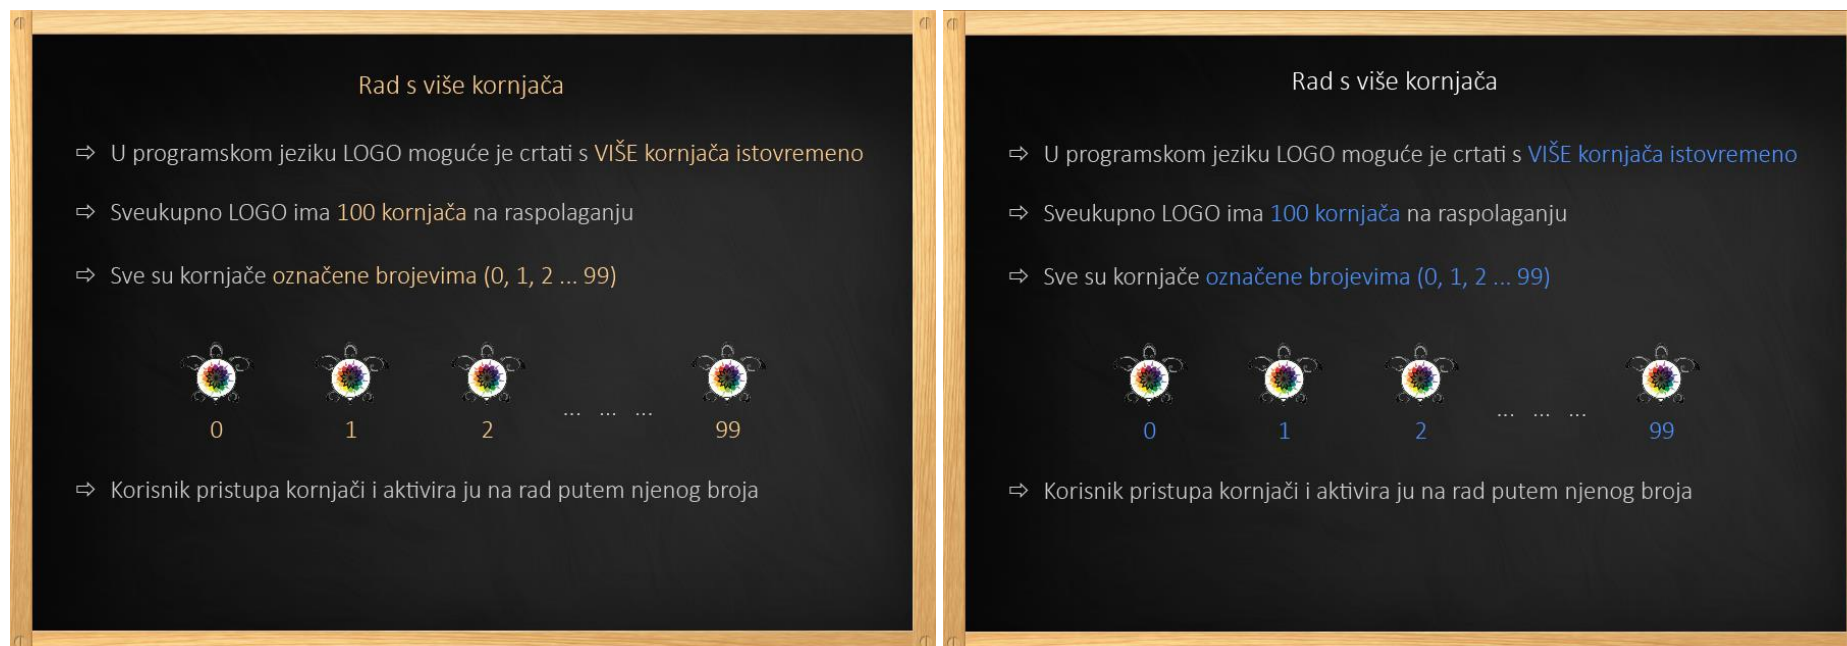 Rad s više kornjača
⇨ U programskom jeziku LOGO moguće je crtati s VIŠE kornjača istovremeno
⇨ Sveukupno LOGO ima 100 kornjača na raspolaganju
⇨ Sve su kornjače označene brojevima (0, 1, 2 ... 99)
0 1 2 ... ... ... 99
⇨ Korisnik pristupa kornjači i aktivira ju na rad putem njenog broja
Rad s više kornjača
⇨ U programskom jeziku LOGO moguće je crtati s VIŠE kornjača istovremeno
⇨ Sveukupno LOGO ima 100 kornjača na raspolaganju
⇨ Sve su kornjače označene brojevima (0, 1, 2 ... 99)
0 1 2 ... ... ... 99
⇨ Korisnik pristupa kornjači i aktivira ju na rad putem njenog broja